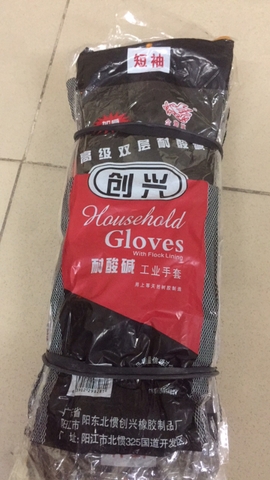 短袖
高级双层耐酸碱
创兴
Household
Gloves
With Flock Lining
耐酸碱 工业手套
阳东北惯创兴橡胶制品厂
阳江市北惯325国道开发区